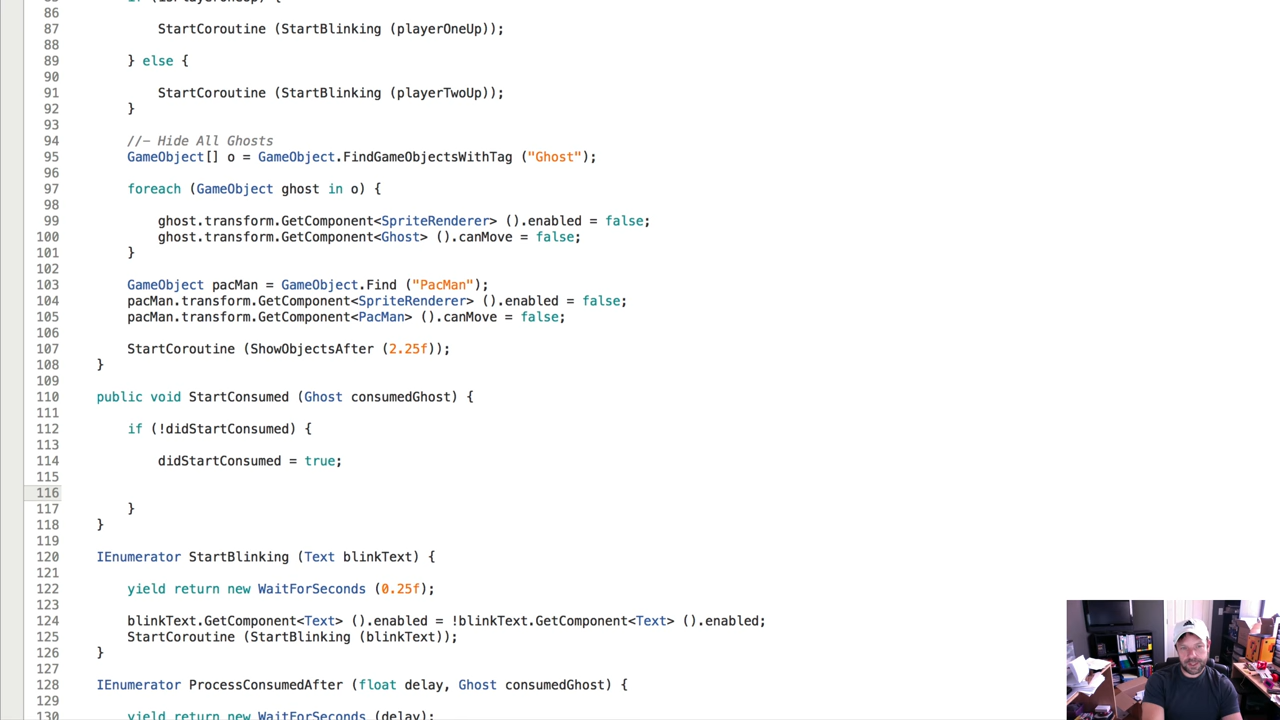 86
87 StartCoroutine (StartBlinking (playerOneUp));
88
89 } else {
90
91 StartCoroutine (StartBlinking (playerTwoUp));
92 }
93
94 //- Hide All Ghosts
95 GameObject[] o = GameObject.FindGameObjectsWithTag ("Ghost");
96
97 foreach (GameObject ghost in o) {
98
99 ghost.transform.GetComponent<SpriteRenderer> ().enabled = false;
100 ghost.transform.GetComponent<Ghost> ().canMove = false;
101 }
102
103 GameObject pacMan = GameObject.Find ("PacMan");
104 pacMan.transform.GetComponent<SpriteRenderer> ().enabled = false;
105 pacMan.transform.GetComponent<PacMan> ().canMove = false;
106
107 StartCoroutine (ShowObjectsAfter (2.25f));
108 }
109
110 public void StartConsumed (Ghost consumedGhost) {
111
112 if (!didStartConsumed) {
113
114 didStartConsumed = true;
115
116
117 }
118 }
119
120 IEnumerator StartBlinking (Text blinkText) {
121
122 yield return new WaitForSeconds (0.25f);
123
124 blinkText.GetComponent<Text> ().enabled = !blinkText.GetComponent<Text> ().enabled;
125 StartCoroutine (StartBlinking (blinkText));
126 }
127
128 IEnumerator ProcessConsumedAfter (float delay, Ghost consumedGhost) {
129
130 yield return new WaitForSeconds (delay);